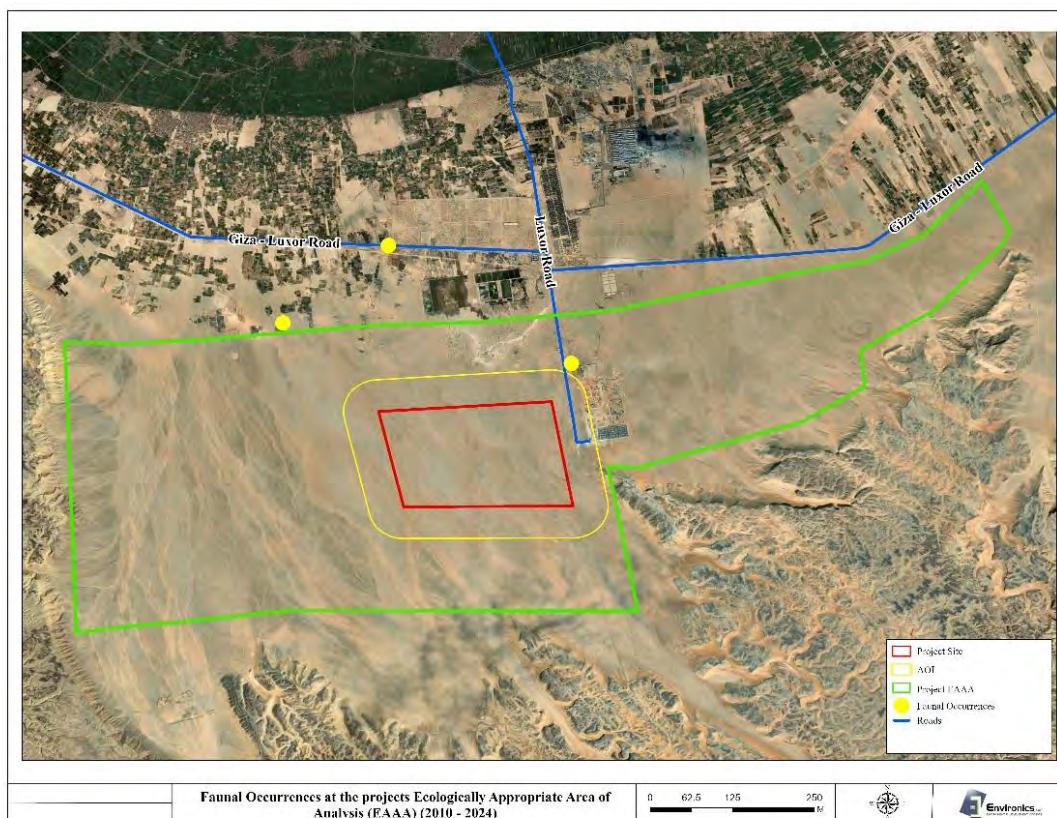 Giza - Luxor Road
Giza - Luxor Road
Luxor Road
Project Site
AOI
Project EAAA
Faunal Occurrences
Roads
Faunal Occurrences at the projects Ecologically Appropriate Area of
Analysis (EAAA) (2010 - 2024)
0 62.5 125 250
M
Environics